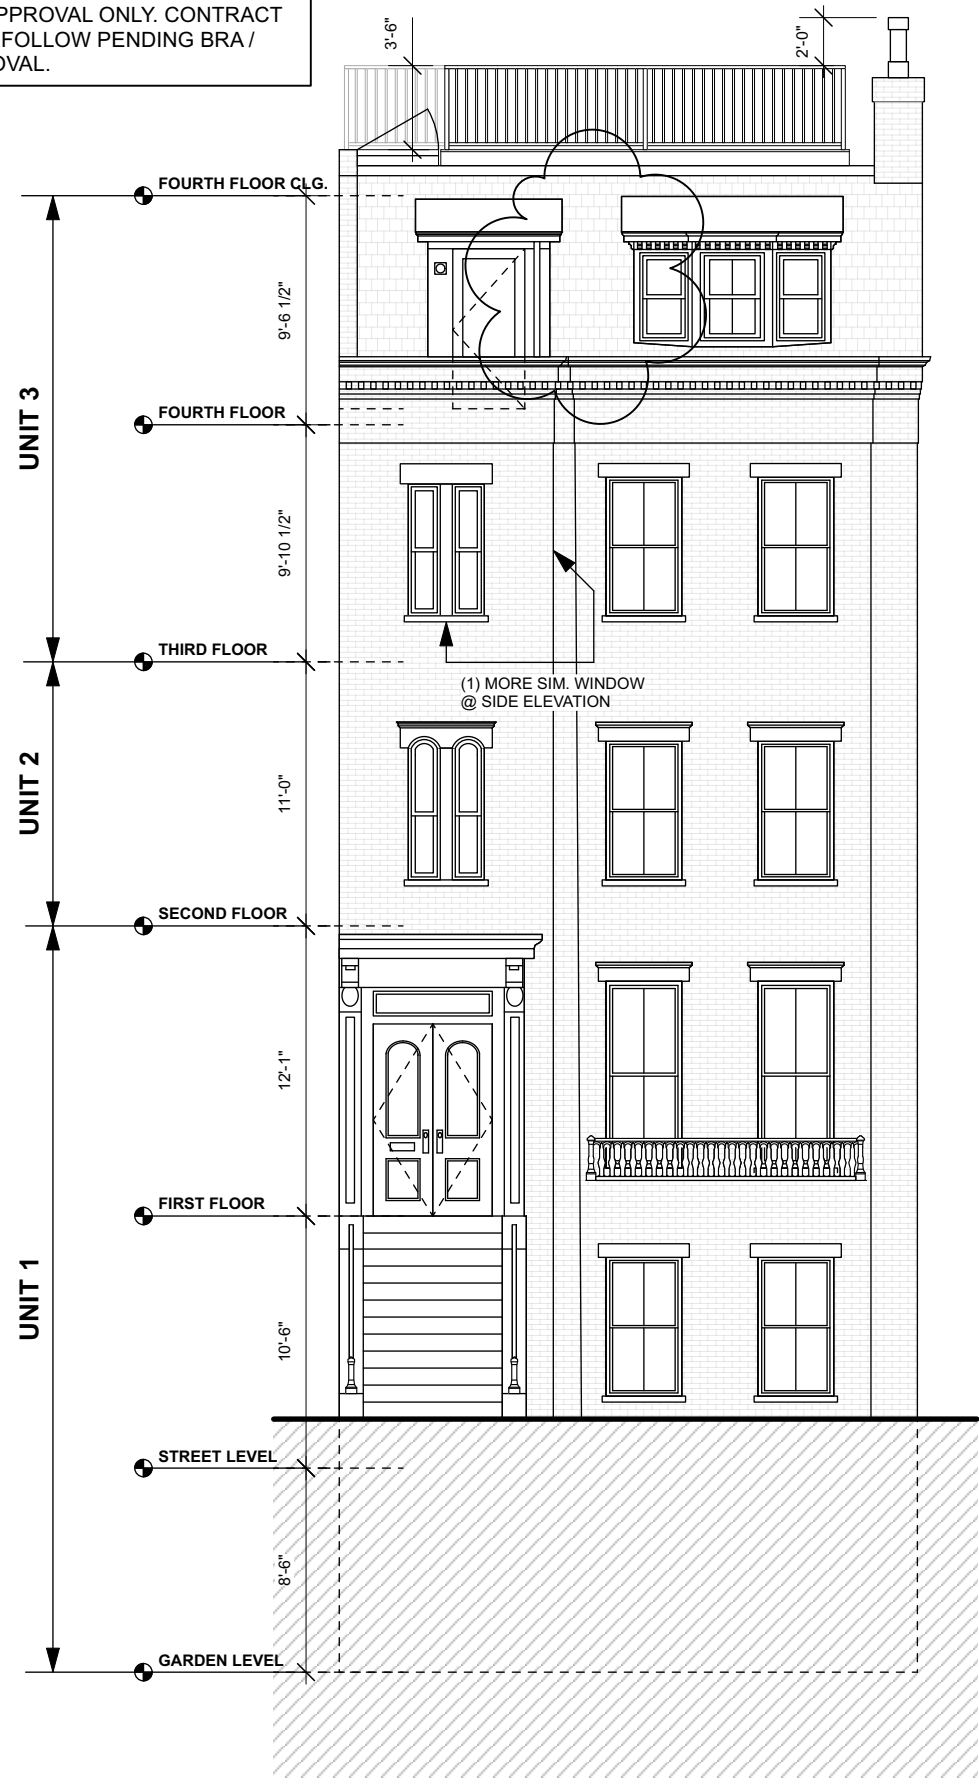 PPROVAL ONLY. CONTRACT
FOLLOW PENDING BRA /
OVAL.
3'-6"
2'-0"
FOURTH FLOOR CLG.
9'-6 1/2"
UNIT 3
FOURTH FLOOR
9'-10 1/2"
THIRD FLOOR
(1) MORE SIM. WINDOW
@ SIDE ELEVATION
UNIT 2
11'-0"
SECOND FLOOR
12'-1"
FIRST FLOOR
UNIT 1
10'-6"
STREET LEVEL
8'-6"
GARDEN LEVEL